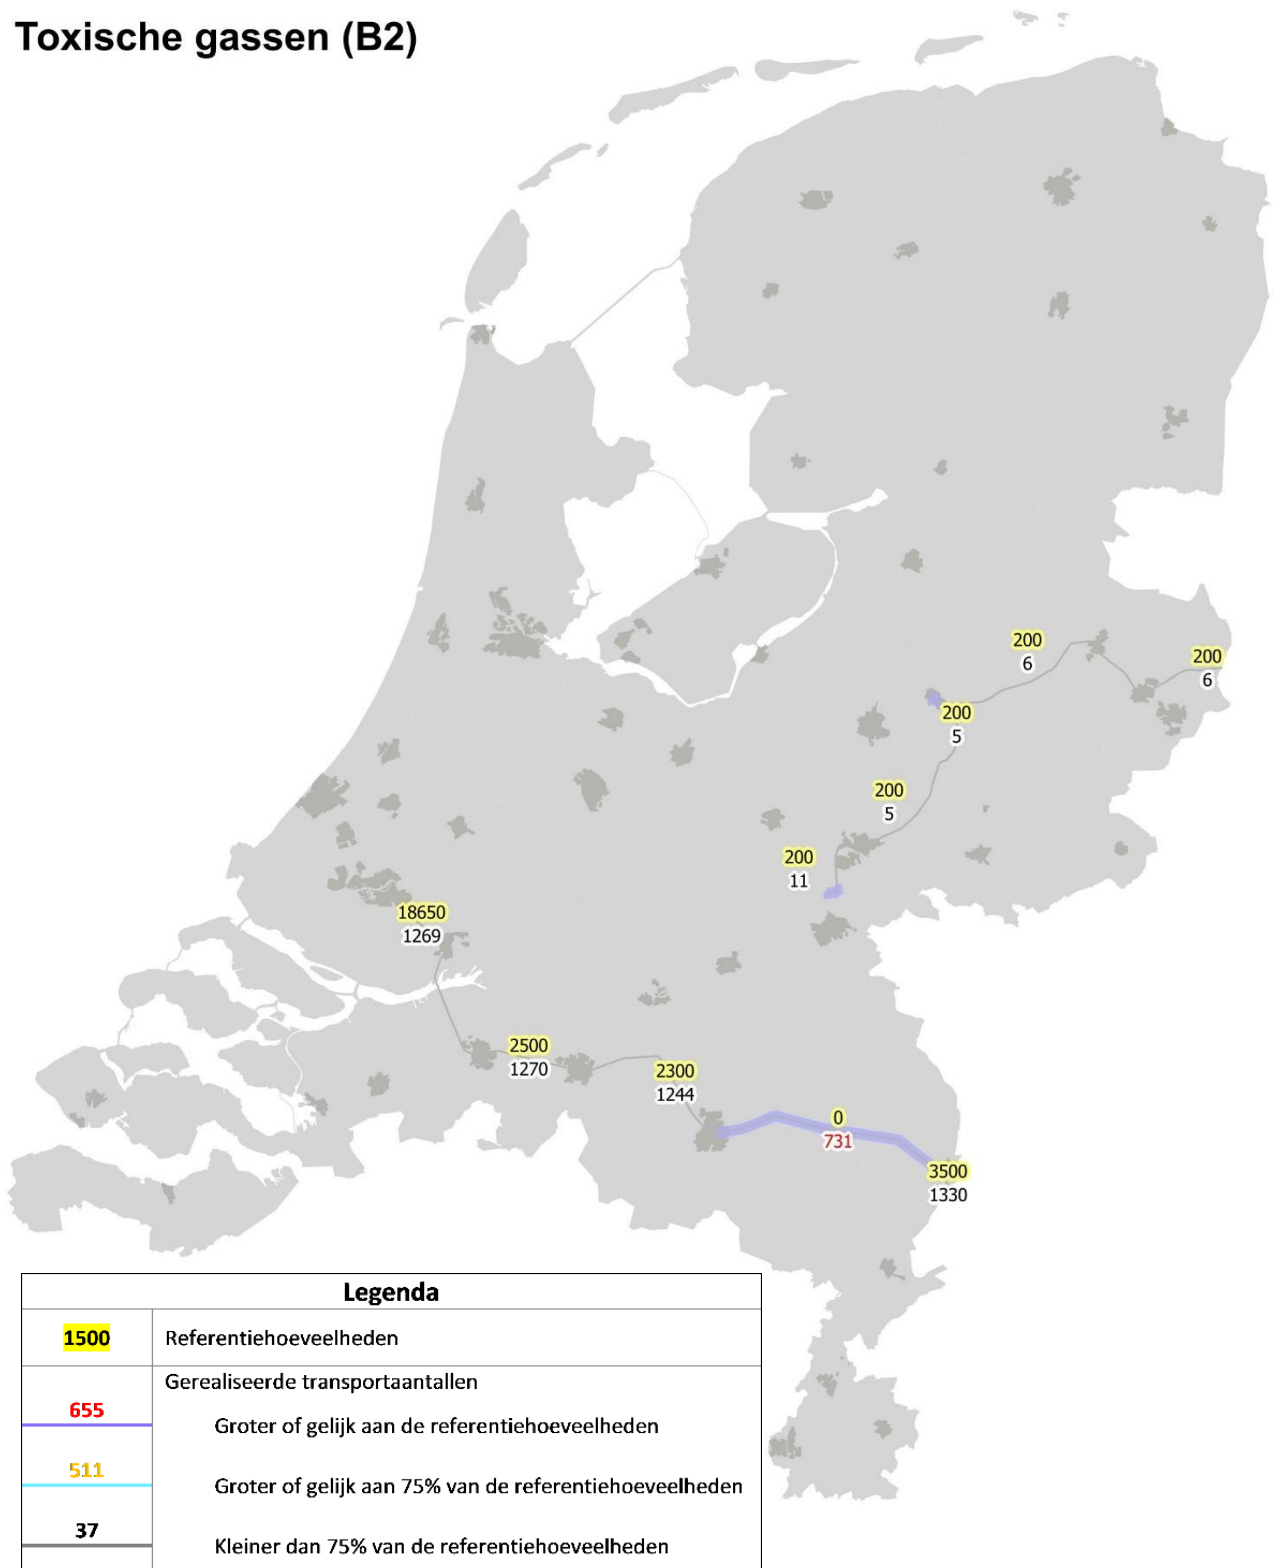 Toxische gassen (B2)
200
6
200
6
200
5
200
5
200
11
18650
1269
2500
1270
2300
1244
0
731
3500
1330
Legenda
1500 Referentiehoeveelheden
Gerealiseerde transportaantallen
655 Groter of gelijk aan de referentiehoeveelheden
511 Groter of gelijk aan 75% van de referentiehoeveelheden
37 Kleiner dan 75% van de referentiehoeveelheden